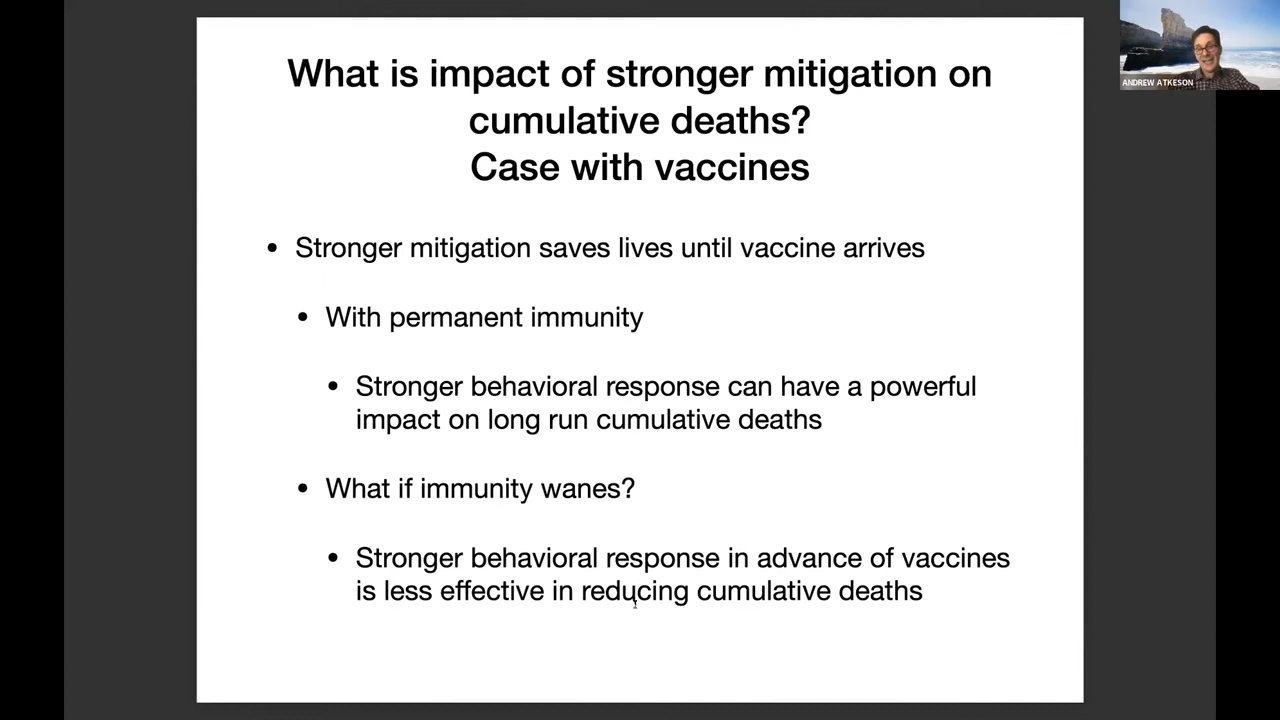 What is impact of stronger mitigation on
cumulative deaths?
Case with vaccines
• Stronger mitigation saves lives until vaccine arrives
• With permanent immunity
• Stronger behavioral response can have a powerful
impact on long run cumulative deaths
• What if immunity wanes?
• Stronger behavioral response in advance of vaccines
is less effective in reducing cumulative deaths
ANDREW ATKESON